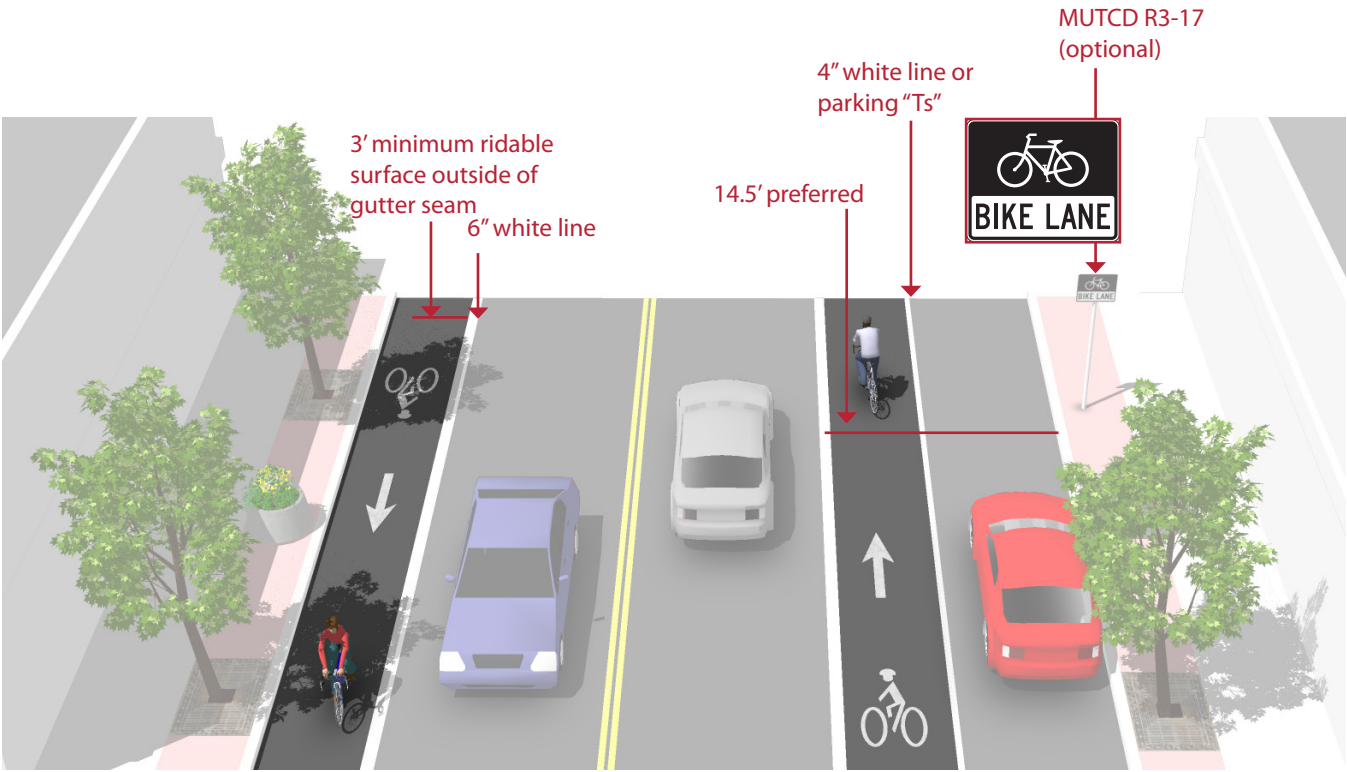 MUTCD R3-17
(optional)
4” white line or
parking “Ts”
3’ minimum ridable
surface outside of
gutter seam
6” white line
14.5’ preferred
BIKE LANE
BIKE LANE